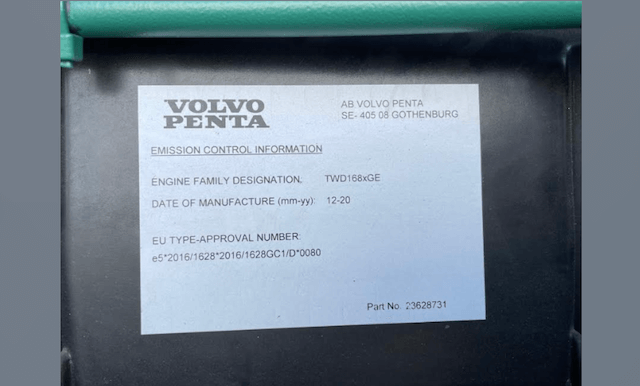 VOLVO
PENTA
AB VOLVO PENTA
SE- 405 08 GOTHENBURG
EMISSION CONTROL INFORMATION
ENGINE FAMILY DESIGNATION: TWD168xGE
DATE OF MANUFACTURE (mm-yy): 12-20
EU TYPE-APPROVAL NUMBER:
e5*2016/1628*2016/1628GC1/D*0080
Part No. 23628731